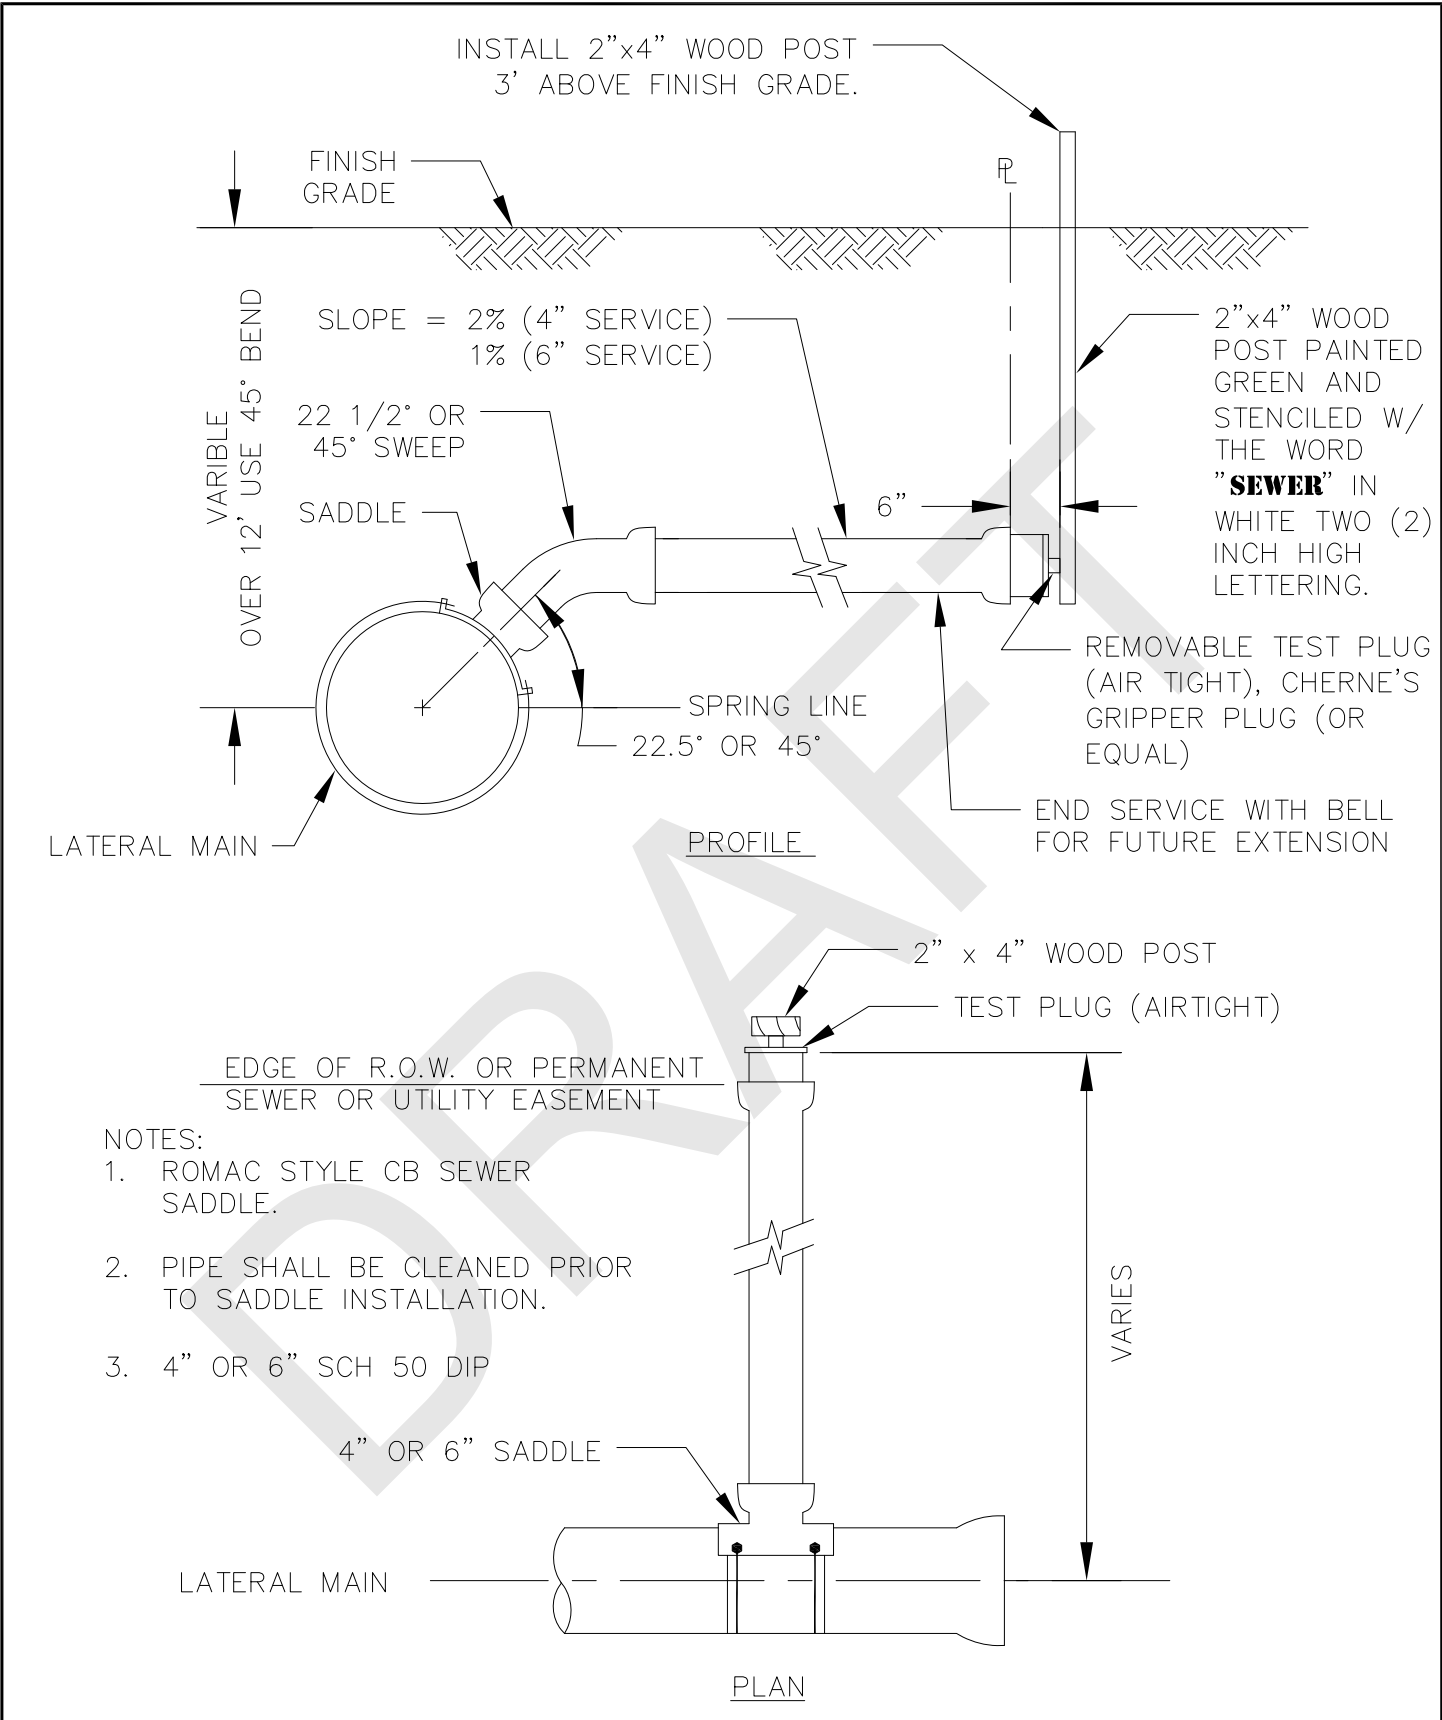 INSTALL 2”x4” WOOD POST
3’ ABOVE FINISH GRADE.
FINISH
GRADE
℄
VARIBLE
OVER 12’ USE 45° BEND
SLOPE = 2% (4” SERVICE)
1% (6” SERVICE)
22 1/2° OR
45° SWEEP
SADDLE
6”
2”x4” WOOD
POST PAINTED
GREEN AND
STENCILED W/
THE WORD
”SEWER” IN
WHITE TWO (2)
INCH HIGH
LETTERING.
REMOVABLE TEST PLUG
(AIR TIGHT), CHERNE’S
GRIPPER PLUG (OR
EQUAL)
SPRING LINE
22.5° OR 45°
END SERVICE WITH BELL
FOR FUTURE EXTENSION
LATERAL MAIN
PROFILE
DRAFT
2” x 4” WOOD POST
TEST PLUG (AIRTIGHT)
EDGE OF R.O.W. OR PERMANENT
SEWER OR UTILITY EASEMENT
NOTES:
1. ROMAC STYLE CB SEWER
SADDLE.
2. PIPE SHALL BE CLEANED PRIOR
TO SADDLE INSTALLATION.
3. 4” OR 6” SCH 50 DIP
VARIES
4” OR 6” SADDLE
LATERAL MAIN
PLAN